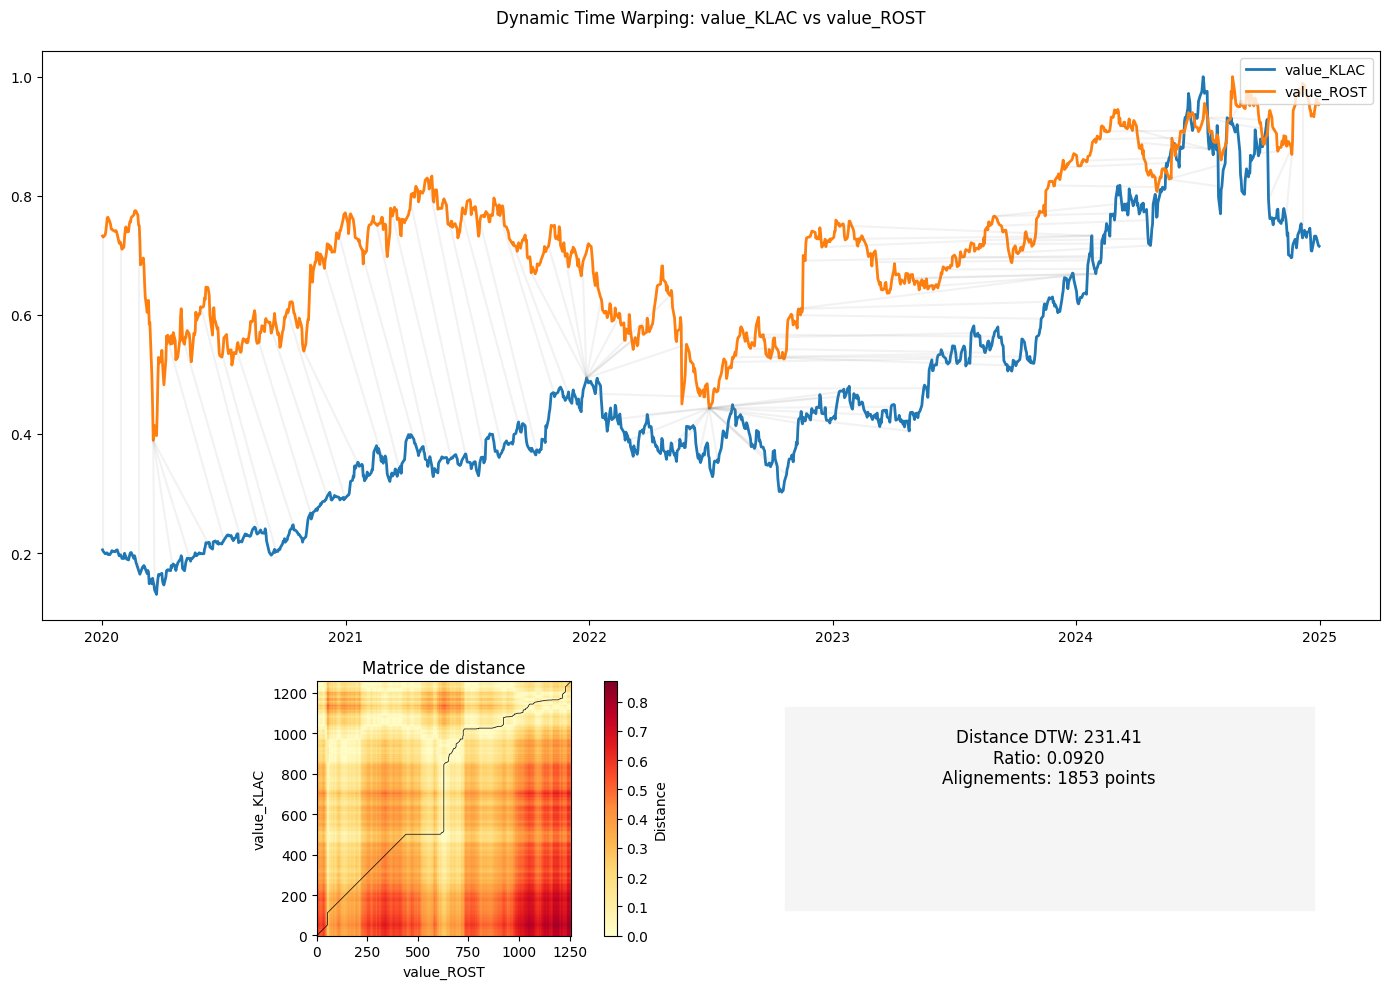 Dynamic Time Warping: value_KLAC vs value_ROST
value_KLAC
value_ROST
1.0
0.8
0.6
0.4
0.2
2020 2021 2022 2023 2024 2025
Matrice de distance
value_KLAC
1200
1000
800
600
400
200
0
0 250 500 750 1000 1250
value_ROST
0.8
0.7
0.6
0.5
0.4
0.3
0.2
0.1
0.0
Distance
Distance DTW: 231.41
Ratio: 0.0920
Alignements: 1853 points